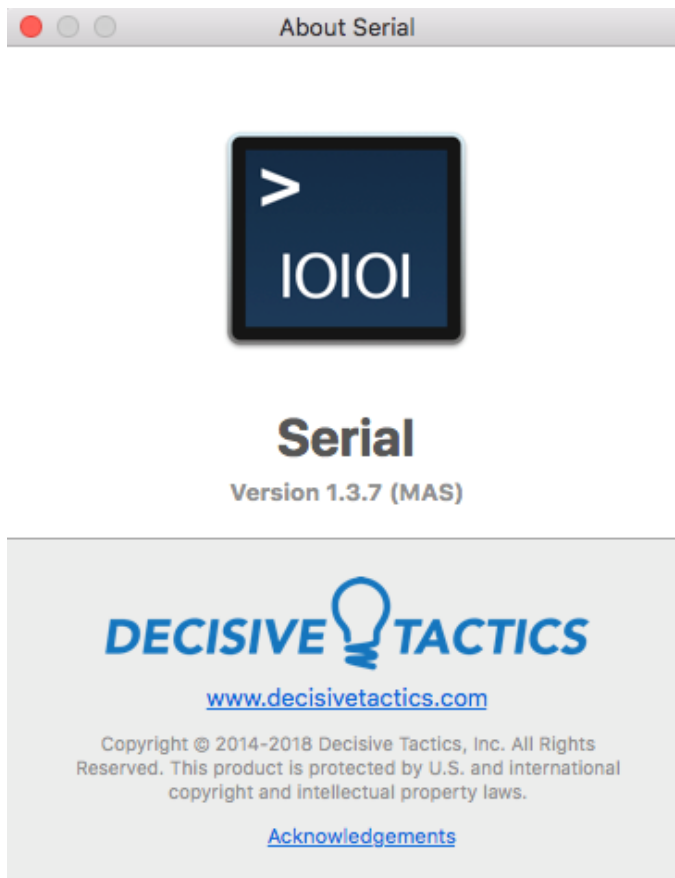 About Serial
>
IOIOI
Serial
Version 1.3.7 (MAS)
DECISIVE TACTICS
www.decisivetactics.com
Copyright © 2014-2018 Decisive Tactics, Inc. All Rights
Reserved. This product is protected by U.S. and international
copyright and intellectual property laws.
Acknowledgements